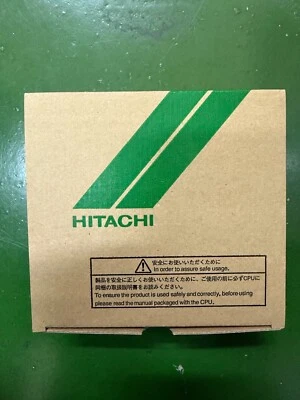 HITACHI
安全にお使いいただくために
In order to assure safe usage.
製品を安全に正しくお使いいただくために、ご使用の前に必ずCPUに
同梱の取扱説明書をお読みください。
To ensure the product is used safely and correctly, before using
please read the manual packaged with the CPU.